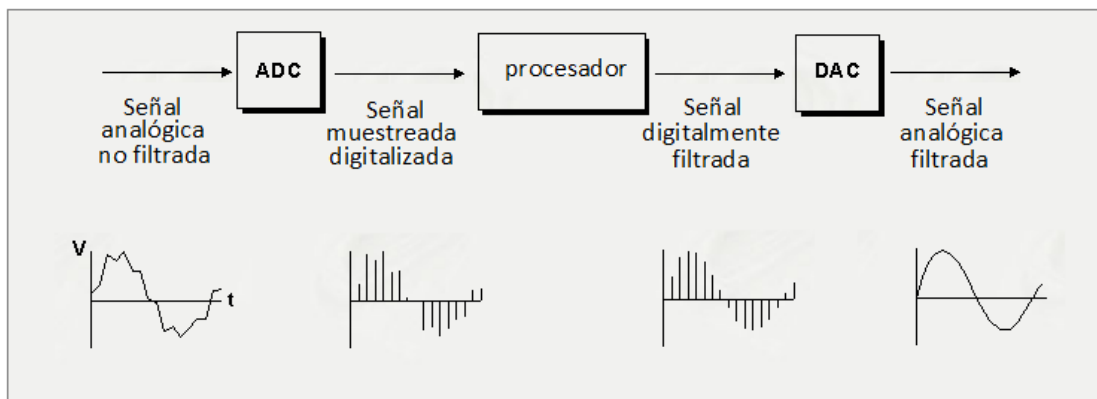 ADC
procesador
DAC
Señal
analógica
no filtrada
Señal
muestreada
digitalizada
Señal
digitalmente
filtrada
Señal
analógica
filtrada
V
t